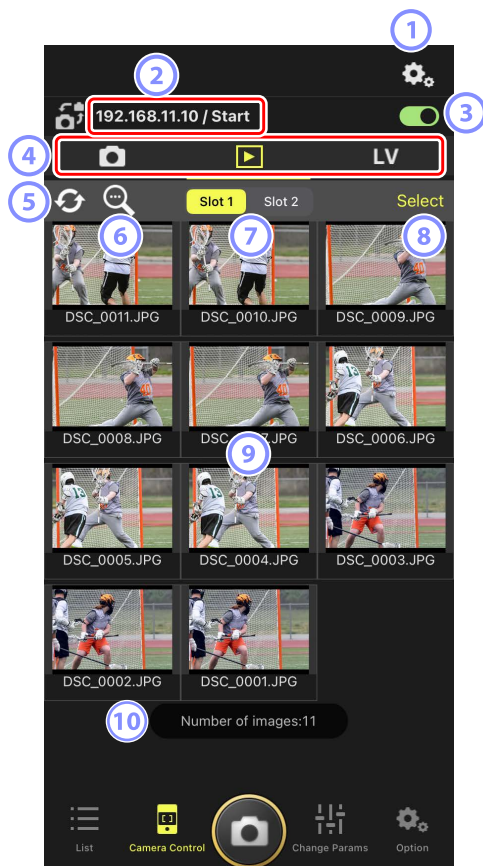 1
2
192.168.11.10 / Start
3
4
LV
5
6
Slot 1
7
Slot 2
8
Select
DSC_0011.JPG
DSC_0010.JPG
DSC_0009.JPG
DSC_0008.JPG
DSC_0006.JPG
9
DSC_0005.JPG
DSC_0004.JPG
DSC_0003.JPG
DSC_0002.JPG
DSC_0001.JPG
10
Number of images:11
List
Camera Control
Change Params
Option